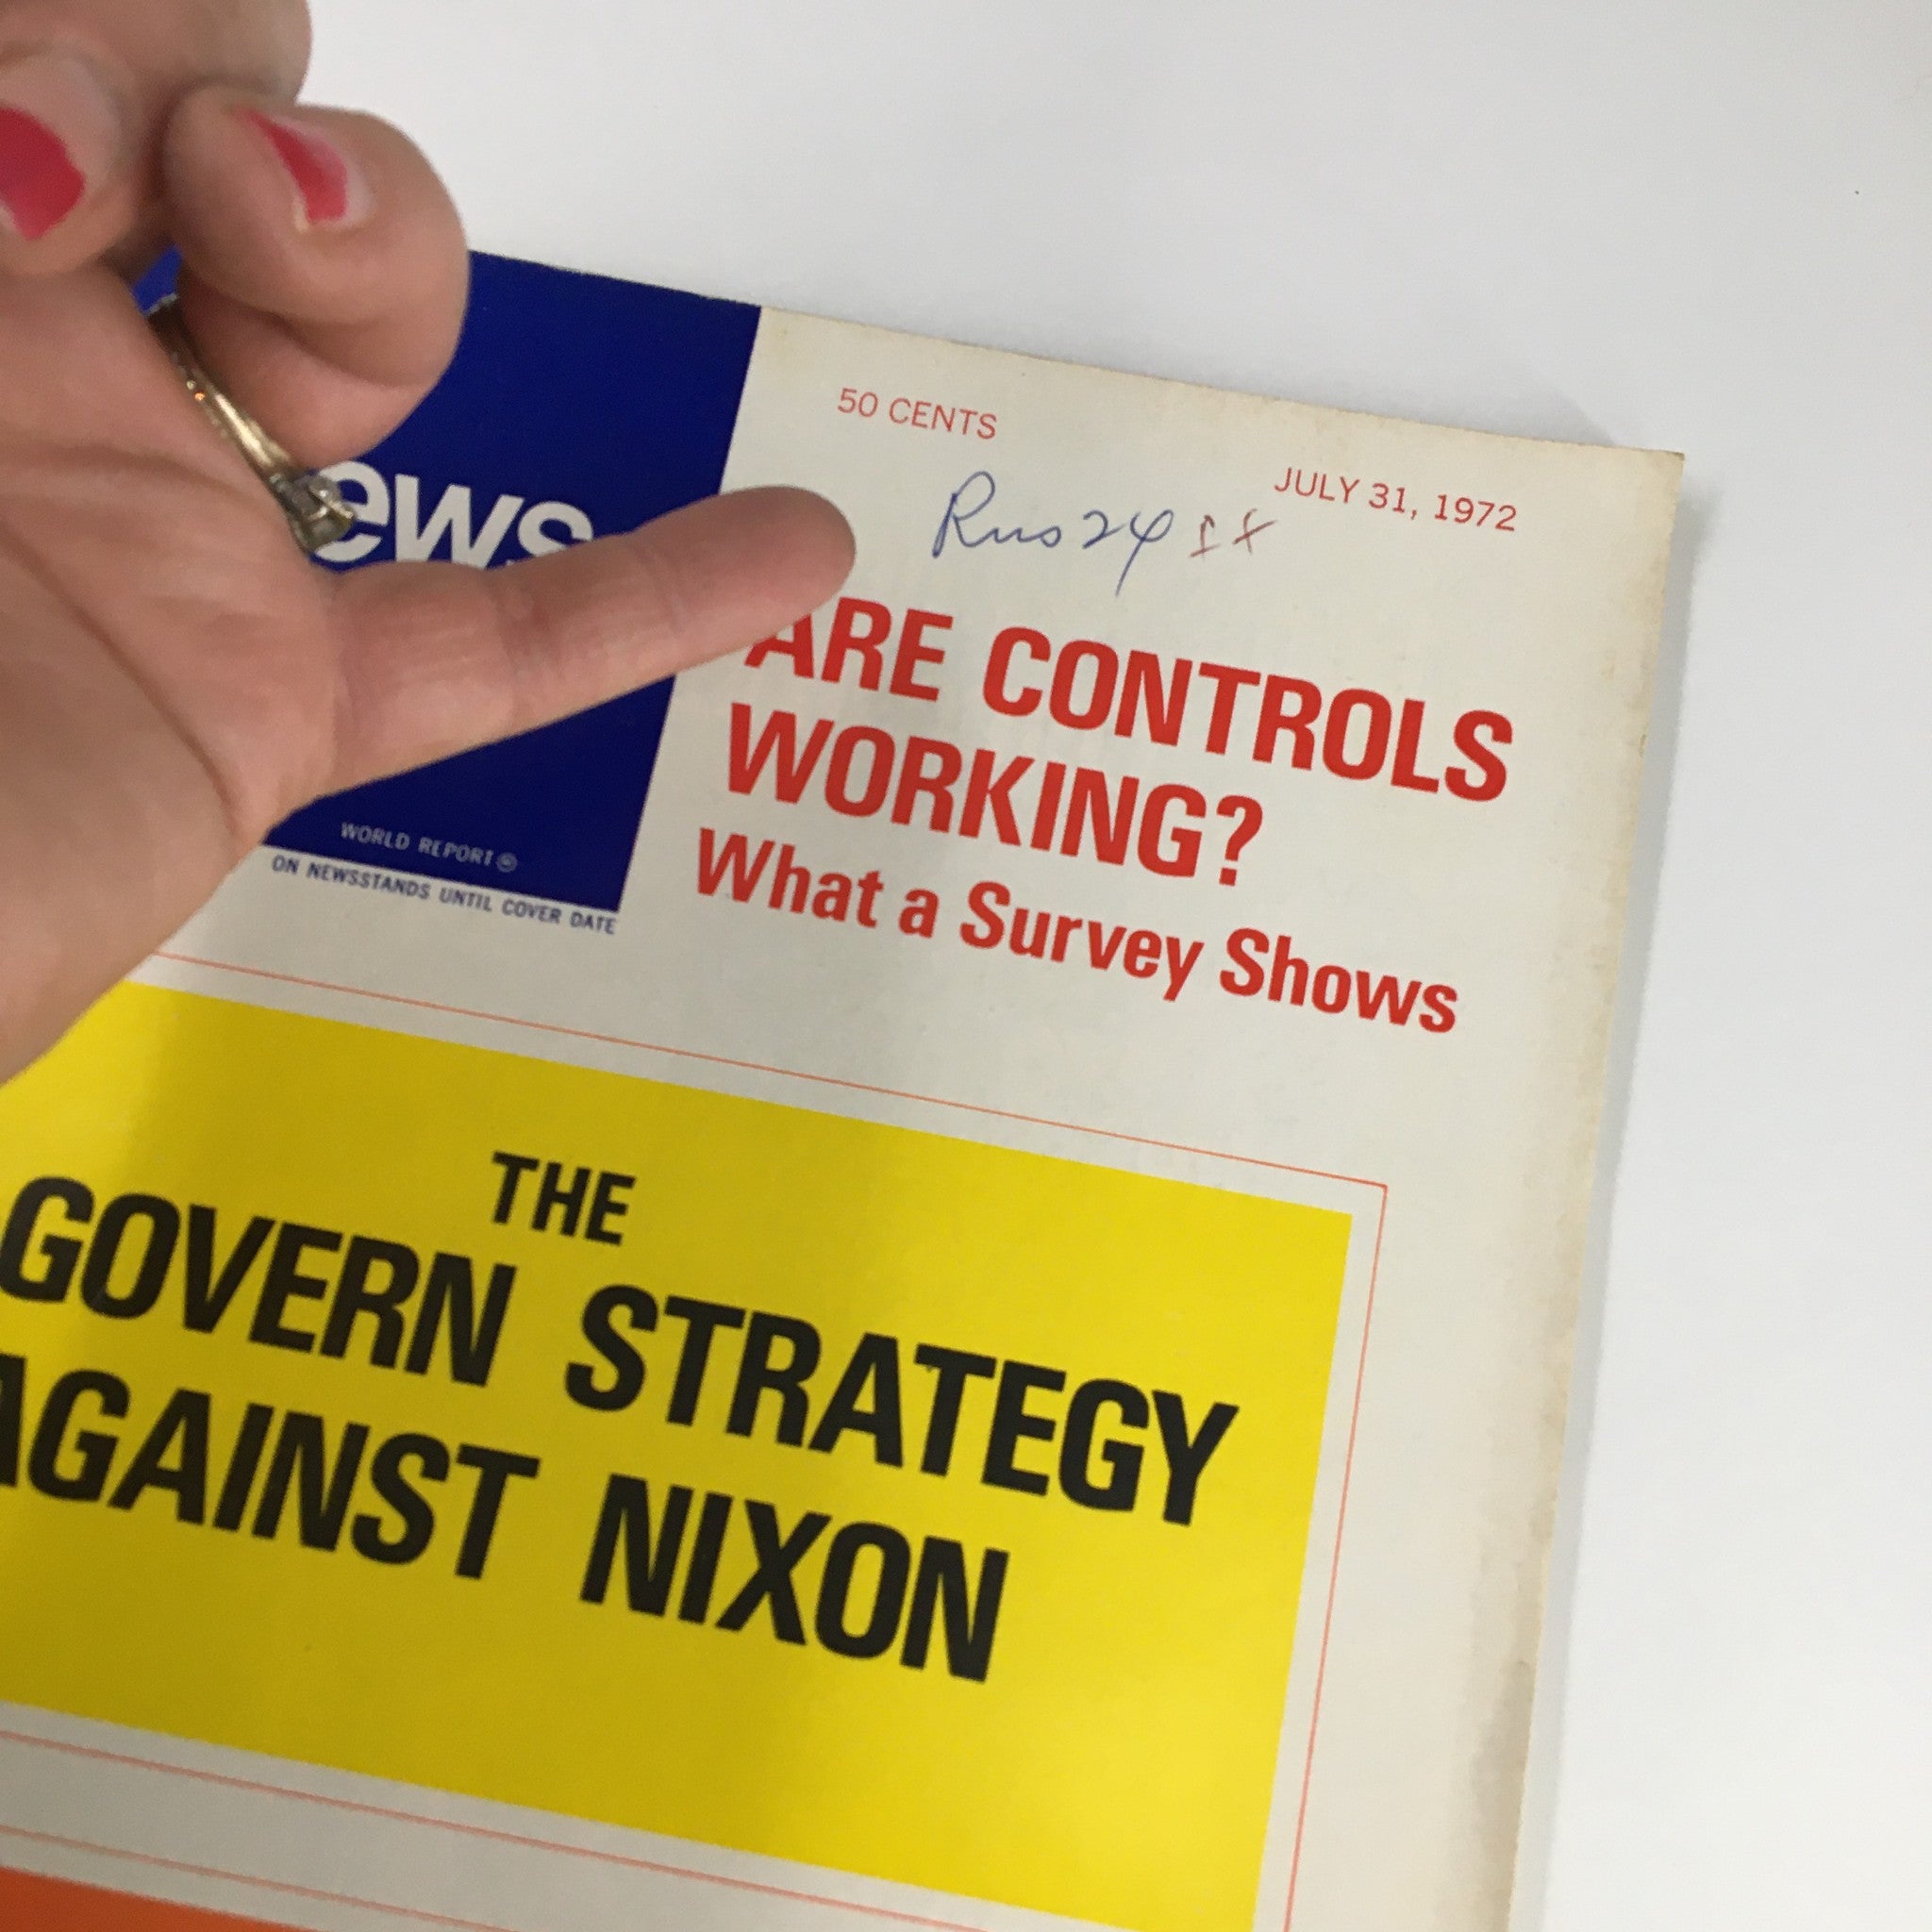 50 CENTS
JULY 31, 1972
ews
ARE CONTROLS
WORKING?
What a Survey Shows
WORLD REPORT
ON NEWSSTANDS UNTIL COVER DATE
THE
GOVERN STRATEGY
AGAINST NIXON